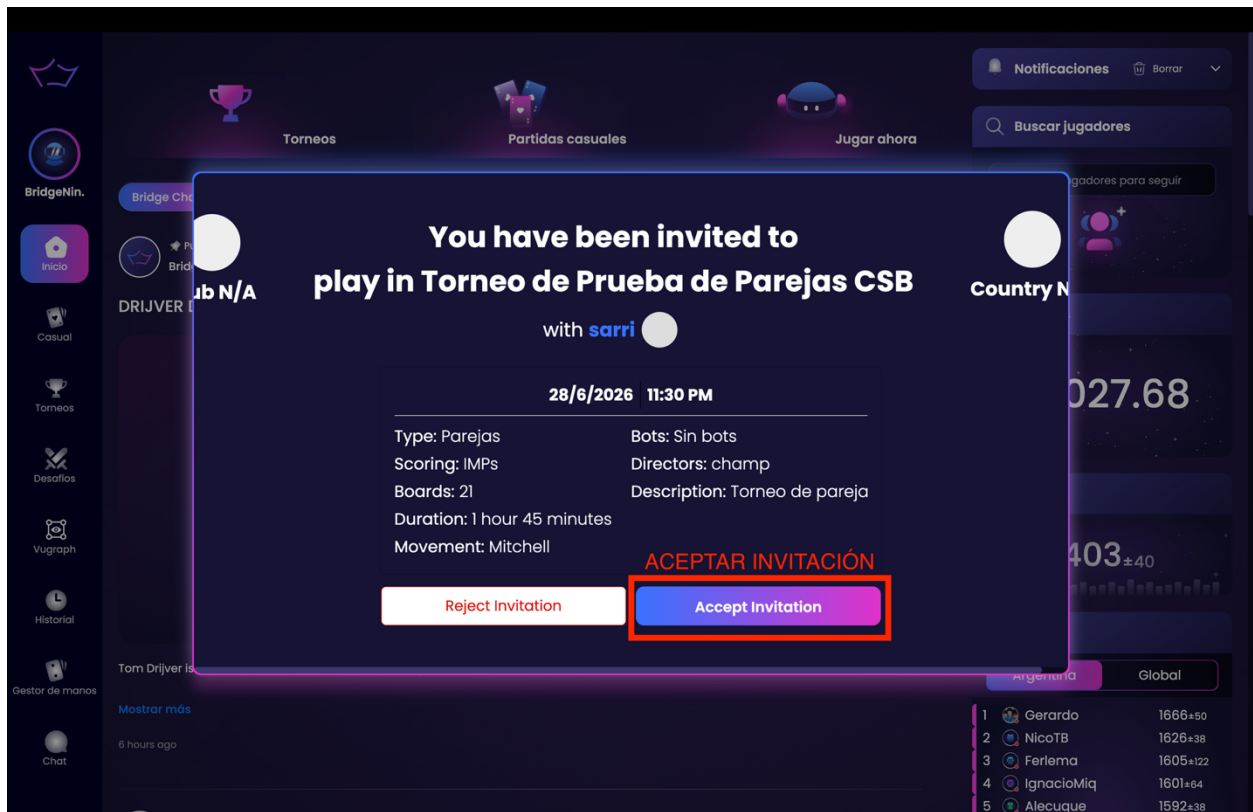 Notificaciones Borrar
Torneos
Partidas casuales
Jugar ahora
Buscar jugadores
BridgeNin.
Bridge
para seguir
Inicio
You have been invited to
play in Torneo de Prueba de Parejas CSB
N/A
Country
DRIJVER
with sarri
Casual
28/6/2026 11:30 PM
Type: Parejas
Bots: Sin bots
Scoring: IMPs
Directors: champ
Boards: 21
Description: Torneo de pareja
Duration: 1 hour 45 minutes
Movement: Mitchell
Torneos
Desafíos
Vugraph
027.68
ACEPTAR INVITACIÓN
403±40
Reject Invitation
Accept Invitation
Historial
Tom Drijver
Argentina
Global
Gestor de manos
Mostrar más
6 hours ago
Chat
1 Gerardo 1666±50
2 NicoTB 1626±38
3 Ferlema 1605±122
4 IgnacioMiq 1601±64
5 Alecuque 1592±38